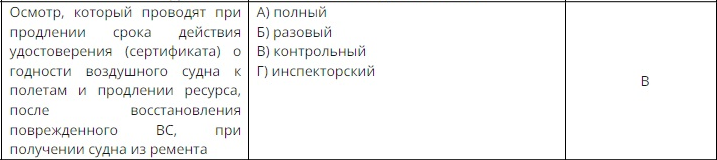 Осмотр, который проводят при
продлении срока действия
удостоверения (сертификата) о
годности воздушного судна к
полетам и продлении ресурса,
после восстановления
поврежденного ВС, при
получении судна из ремента
А) полный
Б) разовый
В) контрольный
Г) инспекторский
В